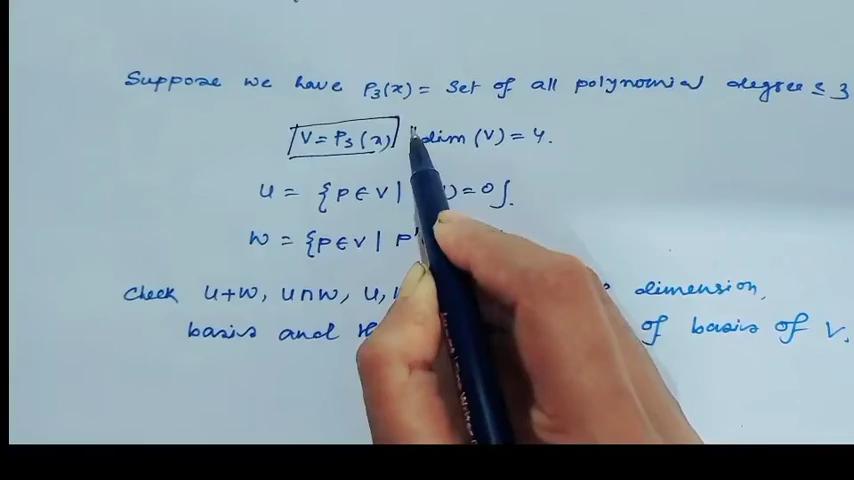 Suppose we have P₃(x) = set of all polynomial degree ≤ 3
V = P₃(x) dim (V) = 4.
U = {P ∈ V | ) = 0}.
W = {P ∈ V | P'
Check U+W, U∩W, U, dimension,
basis and of basis of V.